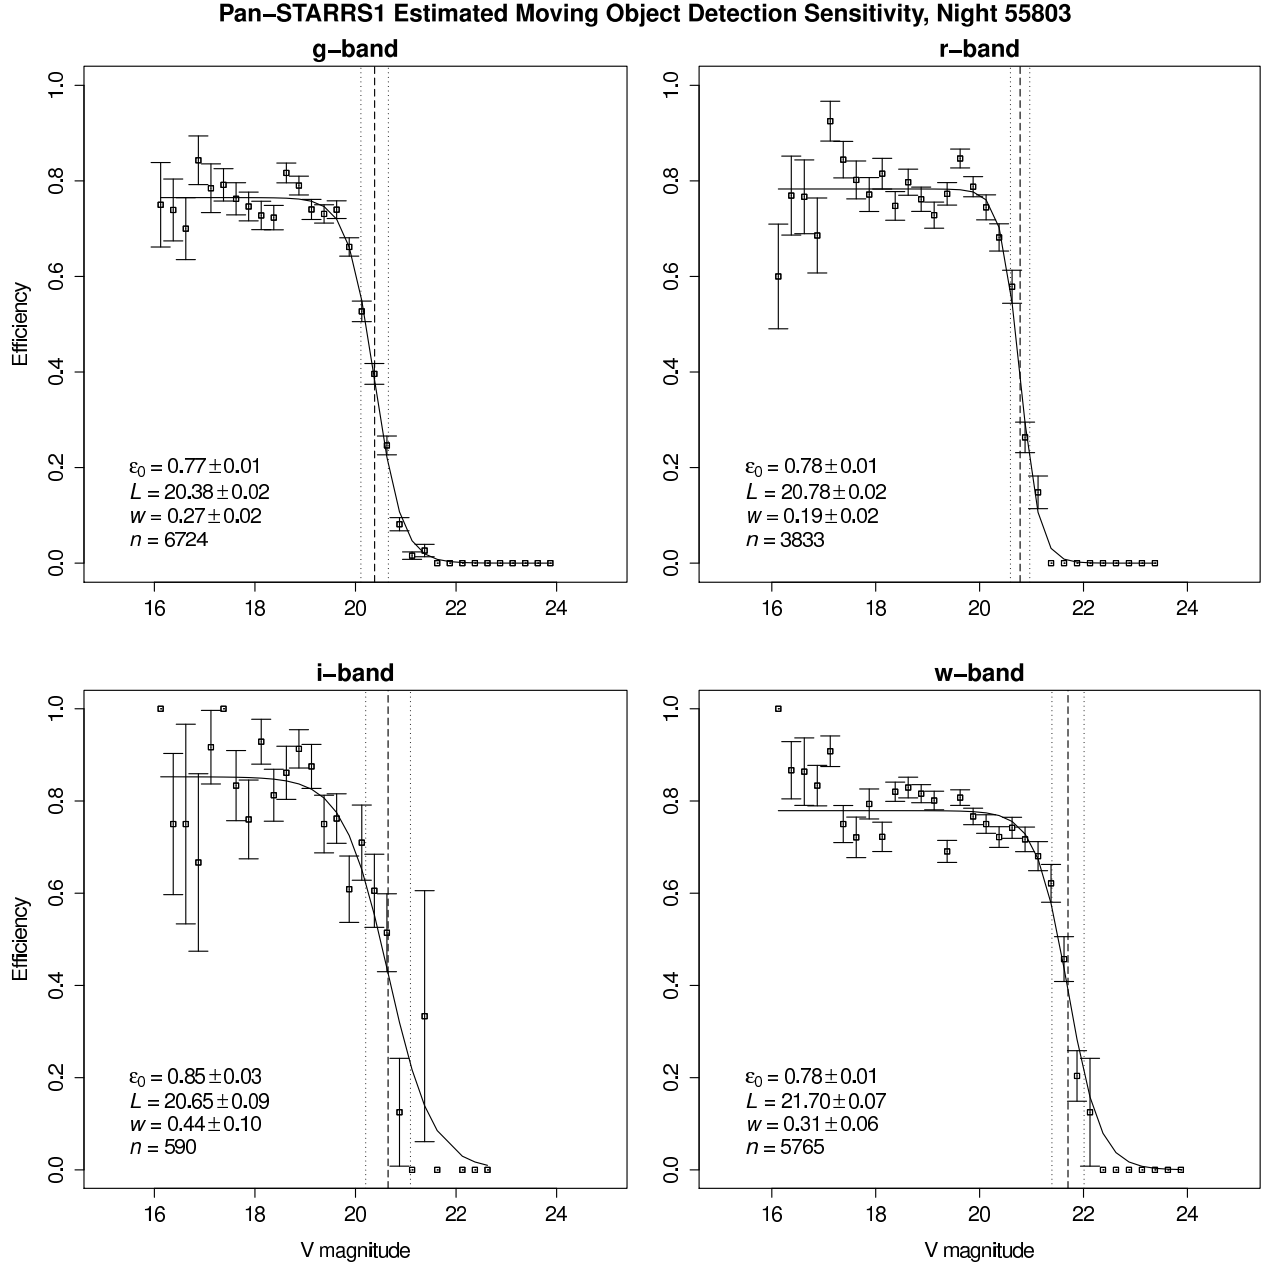 Pan−STARRS1 Estimated Moving Object Detection Sensitivity, Night 55803
g−band
Efficiency
1.0
0.8
0.6
0.4
0.2
0.0
ε0 = 0.77±0.01
L = 20.38±0.02
w = 0.27±0.02
n = 6724
16 18 20 22 24
r−band
1.0
0.8
0.6
0.4
0.2
0.0
ε0 = 0.78±0.01
L = 20.78±0.02
w = 0.19±0.02
n = 3833
16 18 20 22 24
i−band
Efficiency
1.0
0.8
0.6
0.4
0.2
0.0
ε0 = 0.85±0.03
L = 20.65±0.09
w = 0.44±0.10
n = 590
16 18 20 22 24
V magnitude
w−band
1.0
0.8
0.6
0.4
0.2
0.0
ε0 = 0.78±0.01
L = 21.70±0.07
w = 0.31±0.06
n = 5765
16 18 20 22 24
V magnitude